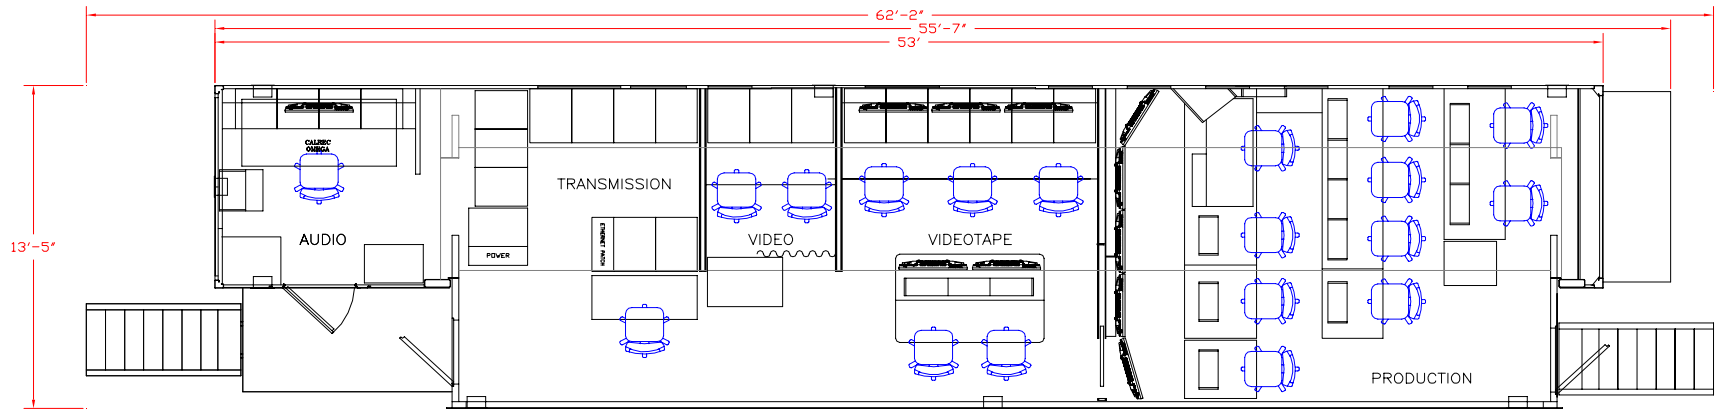 62'-2"
55'-7"
53'
13'-5"
CALREC
OMEGA
TRANSMISSION
AUDIO
POWER
ETHERNET PATCH
VIDEO
VIDEOTAPE
PRODUCTION